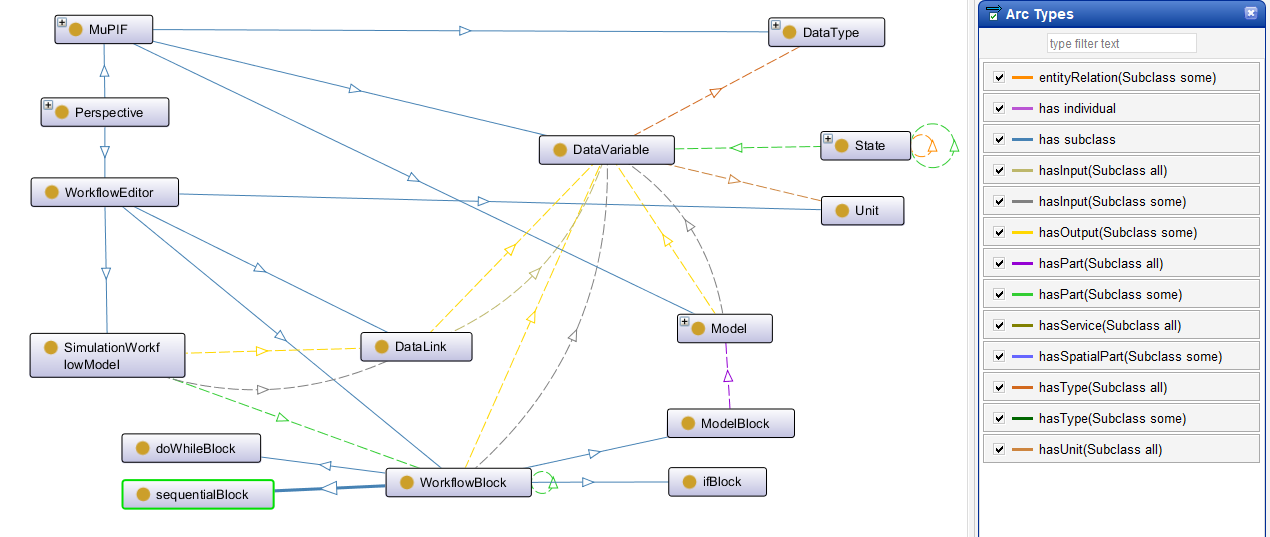 MuPIF
DataType
Perspective
DataVariable
State
WorkflowEditor
Unit
SimulationWorkf
lowModel
DataLink
Model
ModelBlock
doWhileBlock
WorkflowBlock
ifBlock
sequentialBlock
Arc Types
type filter text
entityRelation(Subclass some)
has individual
has subclass
hasInput(Subclass all)
hasInput(Subclass some)
hasOutput(Subclass some)
hasPart(Subclass all)
hasPart(Subclass some)
hasService(Subclass all)
hasSpatialPart(Subclass some)
hasType(Subclass all)
hasType(Subclass some)
hasUnit(Subclass all)